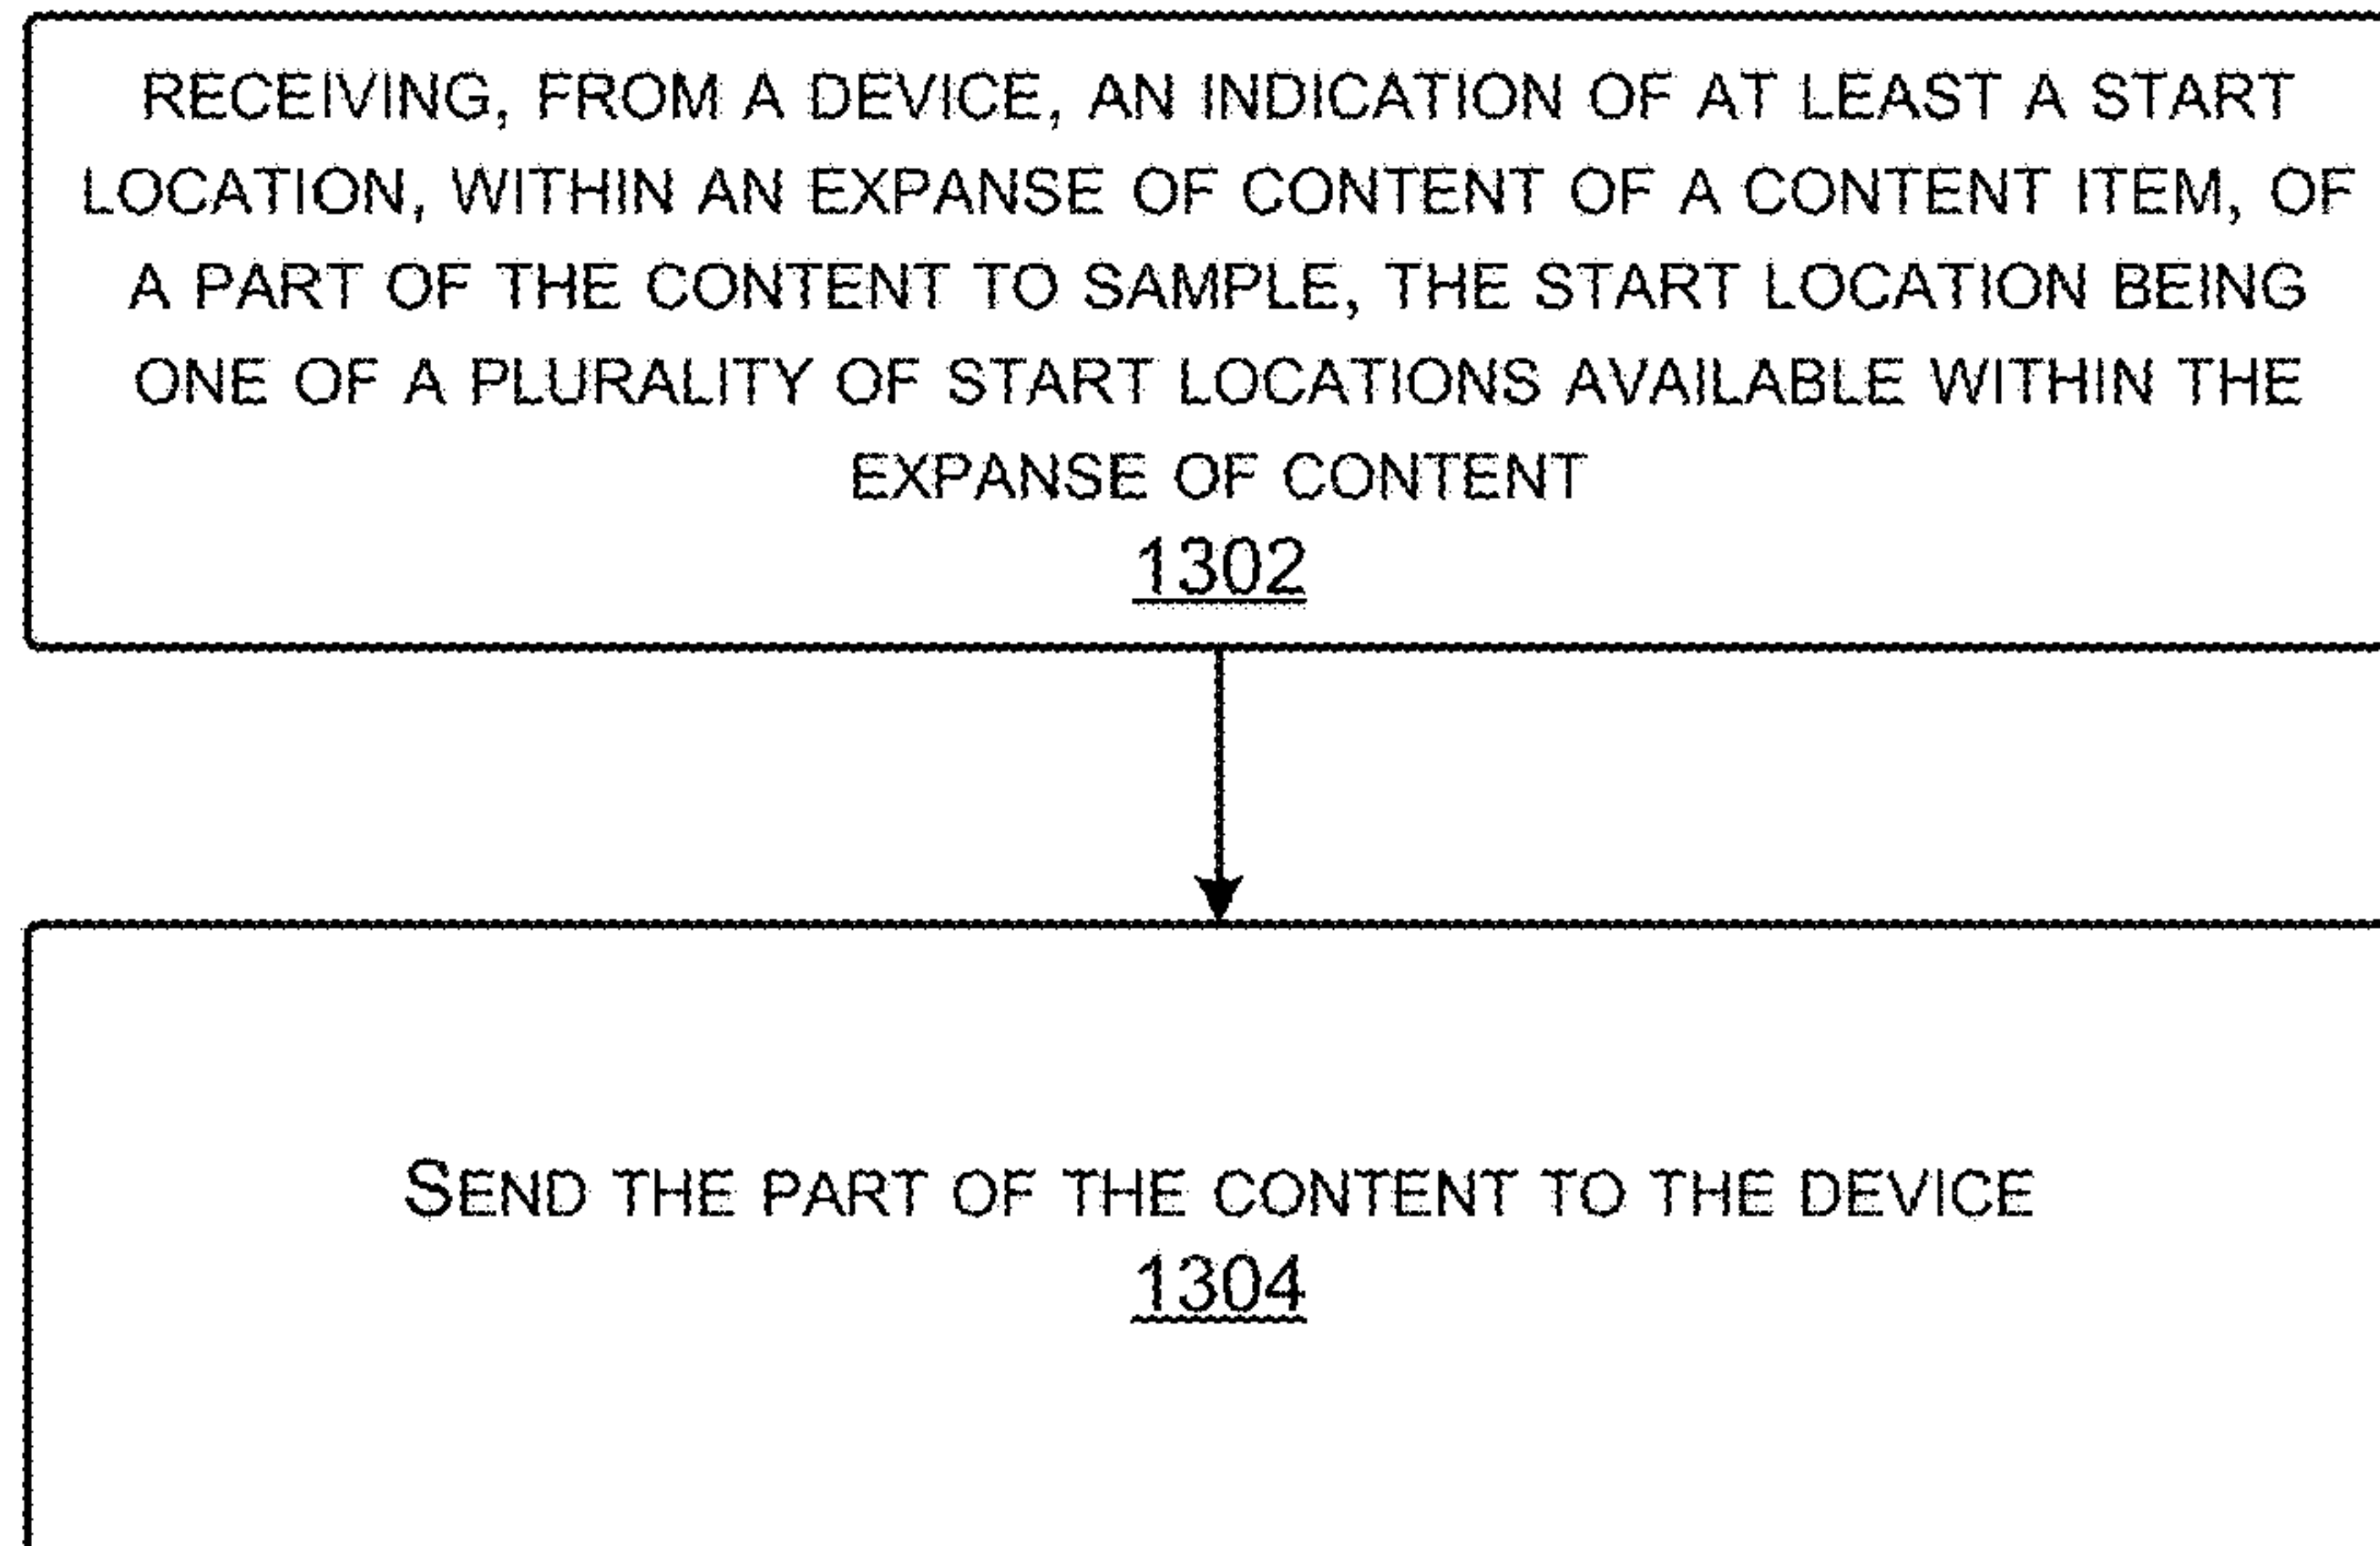 RECEIVING, FROM A DEVICE, AN INDICATION OF AT LEAST A START
LOCATION, WITHIN AN EXPANSE OF CONTENT OF A CONTENT ITEM, OF
A PART OF THE CONTENT TO SAMPLE, THE START LOCATION BEING
ONE OF A PLURALITY OF START LOCATIONS AVAILABLE WITHIN THE
EXPANSE OF CONTENT
1302
SEND THE PART OF THE CONTENT TO THE DEVICE
1304